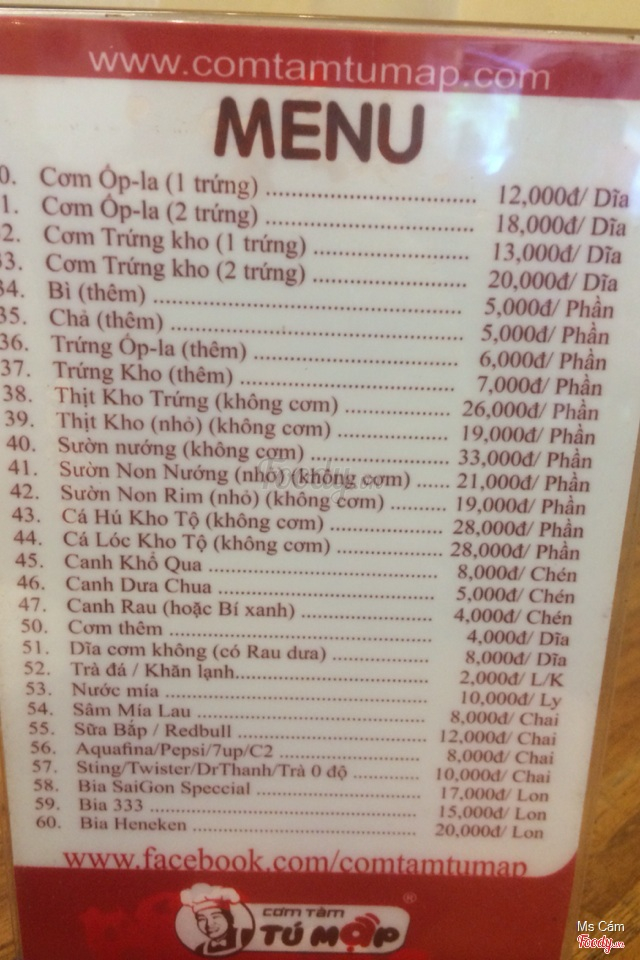 www.comtamtumap.com
MENU
0. Cơm Ốp-la (1 trứng) 12,000đ/ Dĩa
1. Cơm Ốp-la (2 trứng) 18,000đ/ Dĩa
2. Cơm Trứng kho (1 trứng) 13,000đ/ Dĩa
33. Cơm Trứng kho (2 trứng) 20,000đ/ Dĩa
34. Bì (thêm) 5,000đ/ Phần
35. Chả (thêm) 5,000đ/ Phần
36. Trứng Ốp-la (thêm) 6,000đ/ Phần
37. Trứng Kho (thêm) 7,000đ/ Phần
38. Thịt Kho Trứng (không cơm) 26,000đ/ Phần
39. Thịt Kho (nhỏ) (không cơm) 19,000đ/ Phần
40. Sườn nướng (không cơm) 33,000đ/ Phần
41. Sườn Non Nướng (nhỏ) (không cơm) 21,000đ/ Phần
42. Sườn Non Rim (nhỏ) (không cơm) 19,000đ/ Phần
43. Cá Hú Kho Tộ (không cơm) 28,000đ/ Phần
44. Cá Lóc Kho Tộ (không cơm) 28,000đ/ Phần
45. Canh Khổ Qua 8,000đ/ Chén
46. Canh Dưa Chua 5,000đ/ Chén
47. Canh Rau (hoặc Bí xanh) 4,000đ/ Chén
50. Cơm thêm 4,000đ/ Dĩa
51. Dĩa cơm không (có Rau dưa) 8,000đ/ Dĩa
52. Trà đá / Khăn lạnh 2,000đ/ L/K
53. Nước mía 10,000đ/ Ly
54. Sâm Mía Lau 8,000đ/ Chai
55. Sữa Bắp / Redbull 12,000đ/ Chai
56. Aquafina/Pepsi/7up/C2 8,000đ/ Chai
57. Sting/Twister/DrThanh/Trà 0 độ 10,000đ/ Chai
58. Bia SaiGon Speccial 17,000đ/ Lon
59. Bia 333 15,000đ/ Lon
60. Bia Heneken 20,000đ/ Lon
www.facebook.com/comtamtumap
CƠM TẤM
TÚ MẬP
®
Foody.vn
Ms Cám
Foody.vn